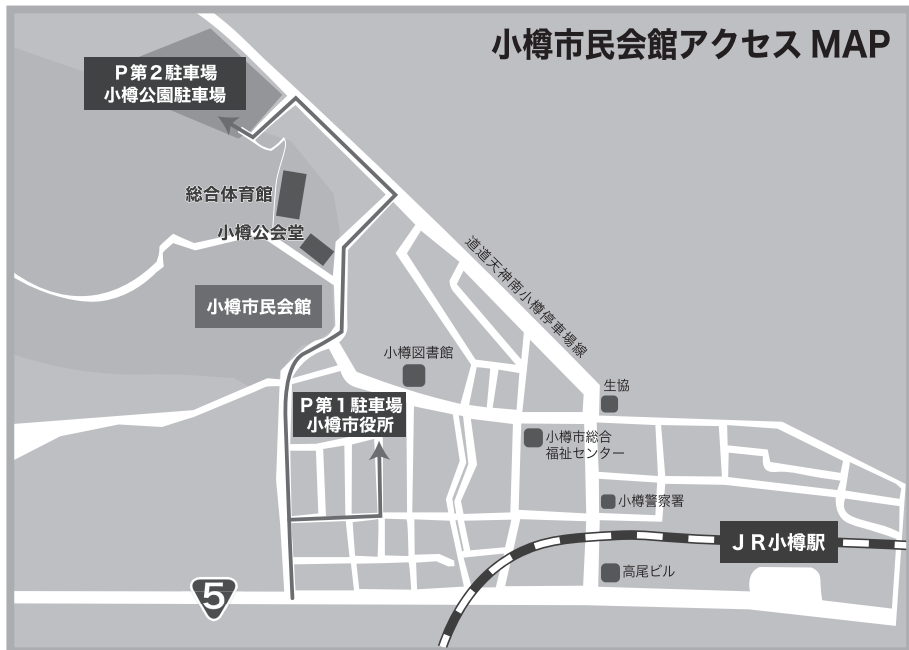 小樽市民会館アクセス MAP
P第2駐車場
小樽公園駐車場
総合体育館
小樽公会堂
小樽市民会館
道道天神南小樽停車場線
小樽図書館
生協
P第1駐車場
小樽市役所
小樽市総合
福祉センター
小樽警察署
JR小樽駅
高尾ビル
5